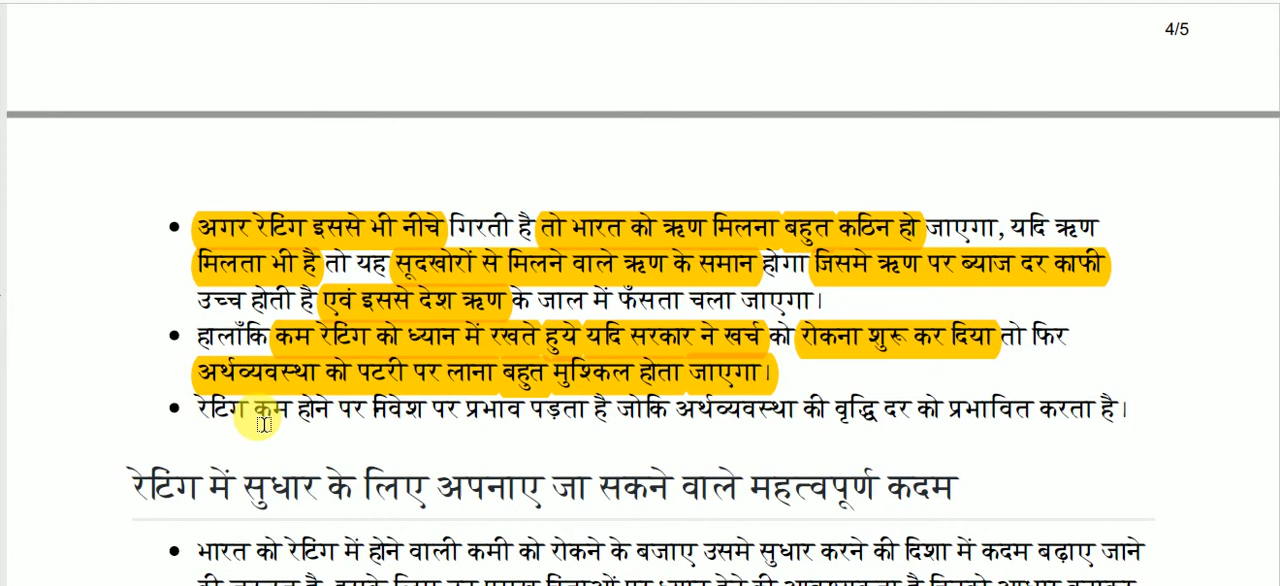 4/5
• अगर रेटिंग इससे भी नीचे गिरती है तो भारत को ऋण मिलना बहुत कठिन हो जाएगा, यदि ऋण
मिलता भी है तो यह सूदखोरों से मिलने वाले ऋण के समान होगा जिसमे ऋण पर ब्याज दर काफी
उच्च होती है एवं इससे देश ऋण के जाल में फँसता चला जाएगा।
• हालाँकि कम रेटिंग को ध्यान में रखते हुये यदि सरकार ने खर्च को रोकना शुरू कर दिया तो फिर
अर्थव्यवस्था को पटरी पर लाना बहुत मुश्किल होता जाएगा।
• रेटिंग कम होने पर निवेश पर प्रभाव पड़ता है जोकि अर्थव्यवस्था की वृद्धि दर को प्रभावित करता है।
रेटिंग में सुधार के लिए अपनाए जा सकने वाले महत्वपूर्ण कदम
• भारत को रेटिंग में होने वाली कमी को रोकने के बजाए उसमे सुधार करने की दिशा में कदम बढ़ाए जाने